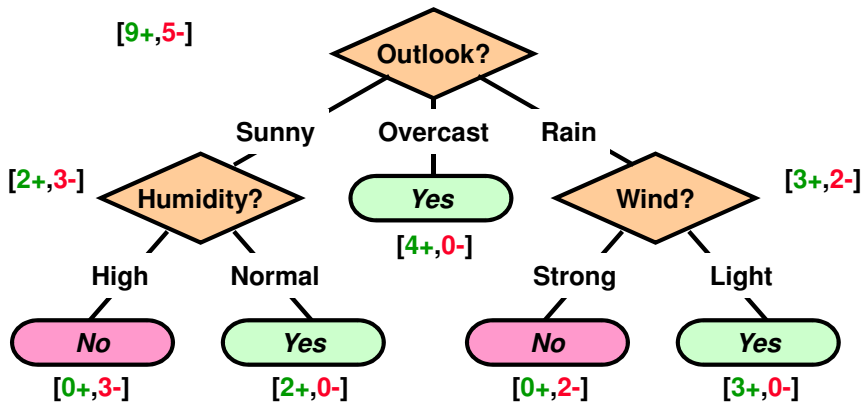 [9+,5-]
Outlook?
Sunny Overcast Rain
[2+,3-] Humidity? Yes Wind? [3+,2-]
[4+,0-]
High Normal Strong Light
No Yes No Yes
[0+,3-] [2+,0-] [0+,2-] [3+,0-]